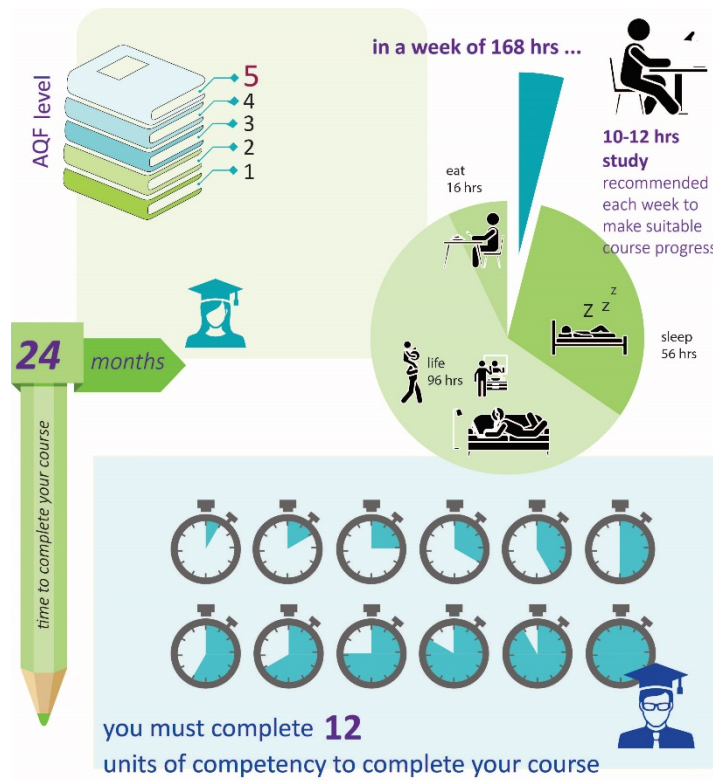 AQF level
5
4
3
2
1
in a week of 168 hrs ...
10-12 hrs
study
recommended
each week to
make suitable
course progress
eat
16 hrs
z
Z
Z
sleep
56 hrs
life
96 hrs
24
months
time to complete your course
you must complete 12
units of competency to complete your course